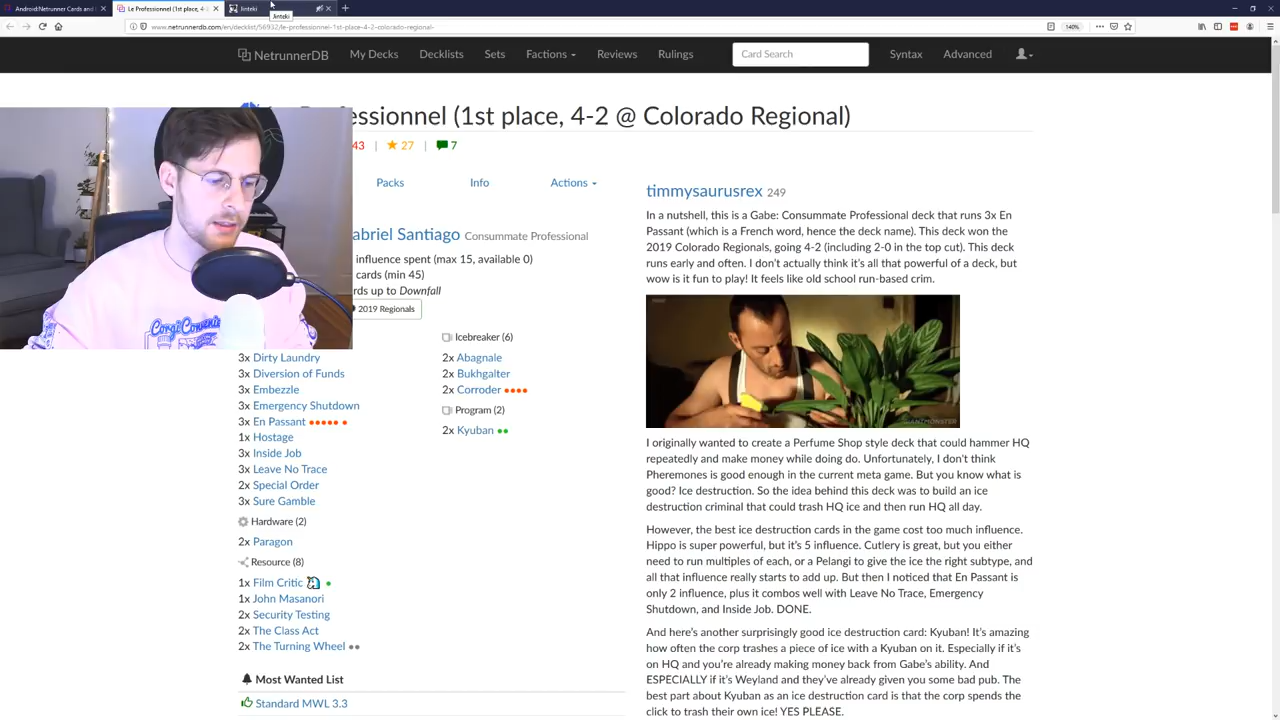 Android:Netrunner Cards and
Le Professionnel (1st place, 4-2
Jinteki
Jinteki
www.netrunnerdb.com/en/decklist/56932/le-professionnel-1st-place-4-2-colorado-regional-
140%
NetrunnerDB My Decks Decklists Sets Factions Reviews Rulings Card Search Syntax Advanced
essionnel (1st place, 4-2 @ Colorado Regional)
43 | 27 | 7
Packs Info Actions
abriel Santiago Consummate Professional
influence spent (max 15, available 0)
cards (min 45)
rds up to Downfall
2019 Regionals
3x Dirty Laundry
3x Diversion of Funds
3x Embezzle
3x Emergency Shutdown
3x En Passant
1x Hostage
3x Inside Job
3x Leave No Trace
2x Special Order
3x Sure Gamble
Hardware (2)
2x Paragon
Resource (8)
1x Film Critic
1x John Masanori
2x Security Testing
2x The Class Act
2x The Turning Wheel
Most Wanted List
Standard MWL 3.3
Icebreaker (6)
2x Abagnale
2x Bukhgalter
2x Corroder
Program (2)
2x Kyuban
timmysaurusrex 249
In a nutshell, this is a Gabe: Consummate Professional deck that runs 3x En
Passant (which is a French word, hence the deck name). This deck won the
2019 Colorado Regionals, going 4-2 (including 2-0 in the top cut). This deck
runs early and often. I don't actually think it's all that powerful of a deck, but
wow is it fun to play! It feels like old school run-based crim.
I originally wanted to create a Perfume Shop style deck that could hammer HQ
repeatedly and make money while doing do. Unfortunately, I don't think
Pheremones is good enough in the current meta game. But you know what is
good? Ice destruction. So the idea behind this deck was to build an ice
destruction criminal that could trash HQ ice and then run HQ all day.
However, the best ice destruction cards in the game cost too much influence.
Hippo is super powerful, but it's 5 influence. Cutlery is great, but you either
need to run multiples of each, or a Pelangi to give the ice the right subtype, and
all that influence really starts to add up. But then I noticed that En Passant is
only 2 influence, plus it combos well with Leave No Trace, Emergency
Shutdown, and Inside Job. DONE.
And here's another surprisingly good ice destruction card: Kyuban! It's amazing
how often the corp trashes a piece of ice with a Kyuban on it. Especially if it's
on HQ and you're already making money back from Gabe's ability. And
ESPECIALLY if it's Weyland and they've already given you some bad pub. The
best part about Kyuban as an ice destruction card is that the corp spends the
click to trash their own ice! YES PLEASE.